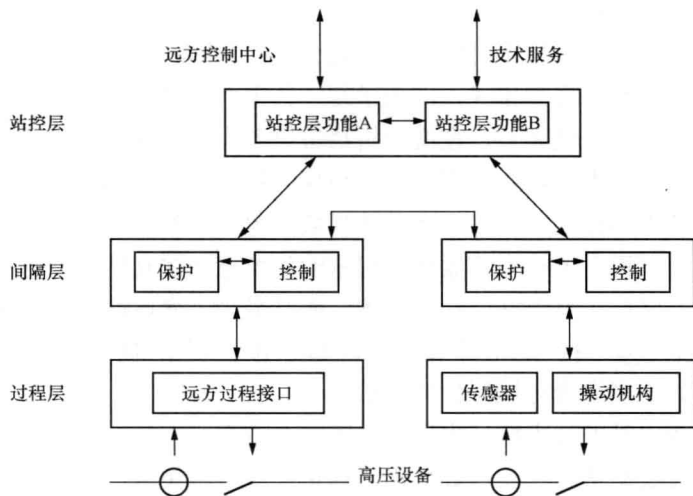 远方控制中心
技术服务
站控层
站控层功能A
站控层功能B
间隔层
保护
控制
保护
控制
过程层
远方过程接口
传感器
操动机构
高压设备